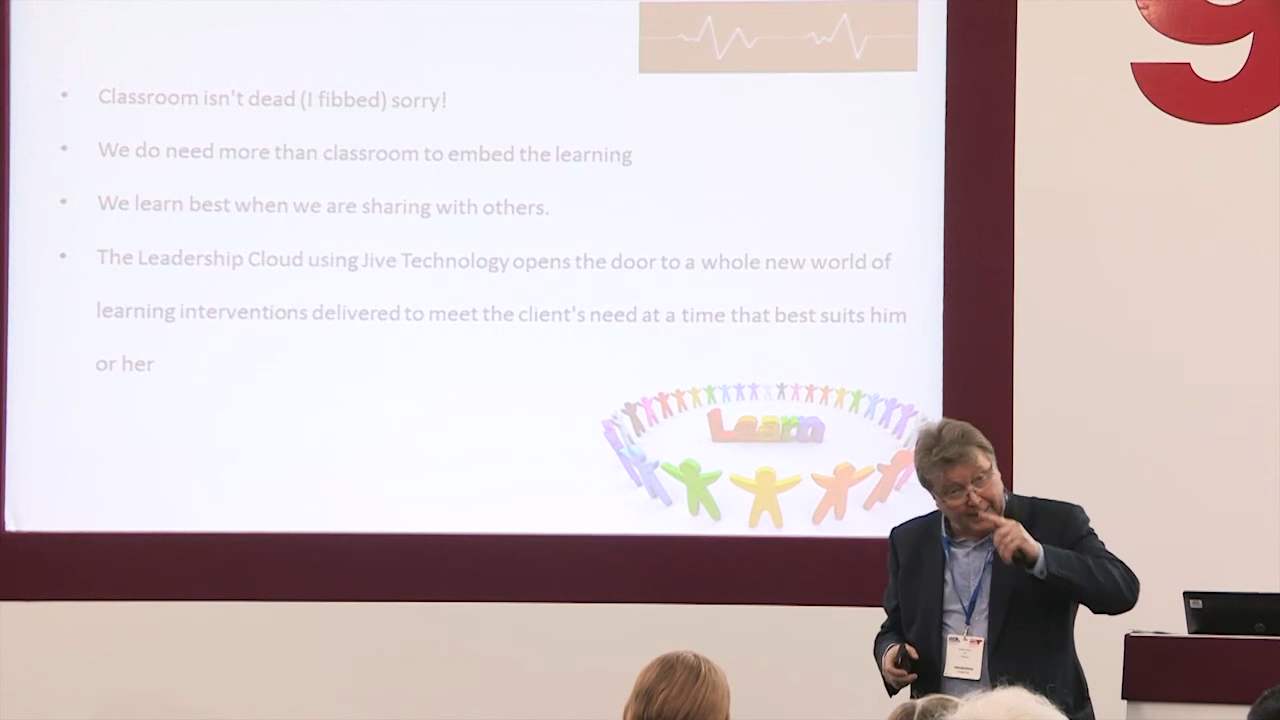 9
Classroom isn't dead (I fibbed) sorry!
We do need more than classroom to embed the learning
We learn best when we are sharing with others.
The Leadership Cloud using Jive Technology opens the door to a whole new world of
learning interventions delivered to meet the client's need at a time that best suits him
or her
Learn